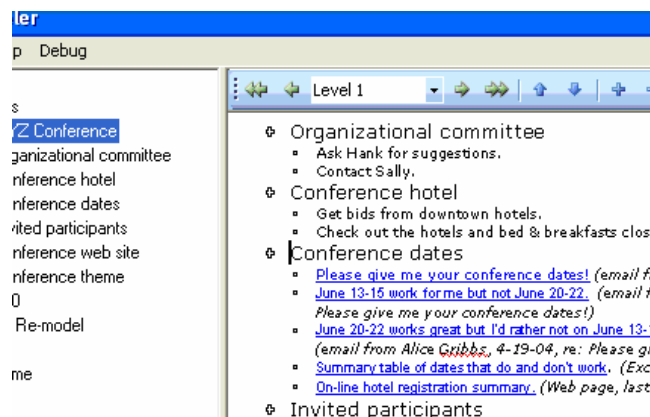 ler
p Debug
Level 1
s
YZ Conference
rganizational committee
nference hotel
nference dates
vited participants
nference web site
nference theme
0
Re-model
me
Organizational committee
Ask Hank for suggestions.
Contact Sally.
Conference hotel
Get bids from downtown hotels.
Check out the hotels and bed & breakfasts clos
Conference dates
Please give me your conference dates! (email f
June 13-15 work for me but not June 20-22. (email f
Please give me your conference dates!)
June 20-22 works great but I'd rather not on June 13-
(email from Alice Gribbs, 4-19-04, re: Please gi
Summary table of dates that do and don't work. (Exc
On-line hotel registration summary. (Web page, last
Invited participants